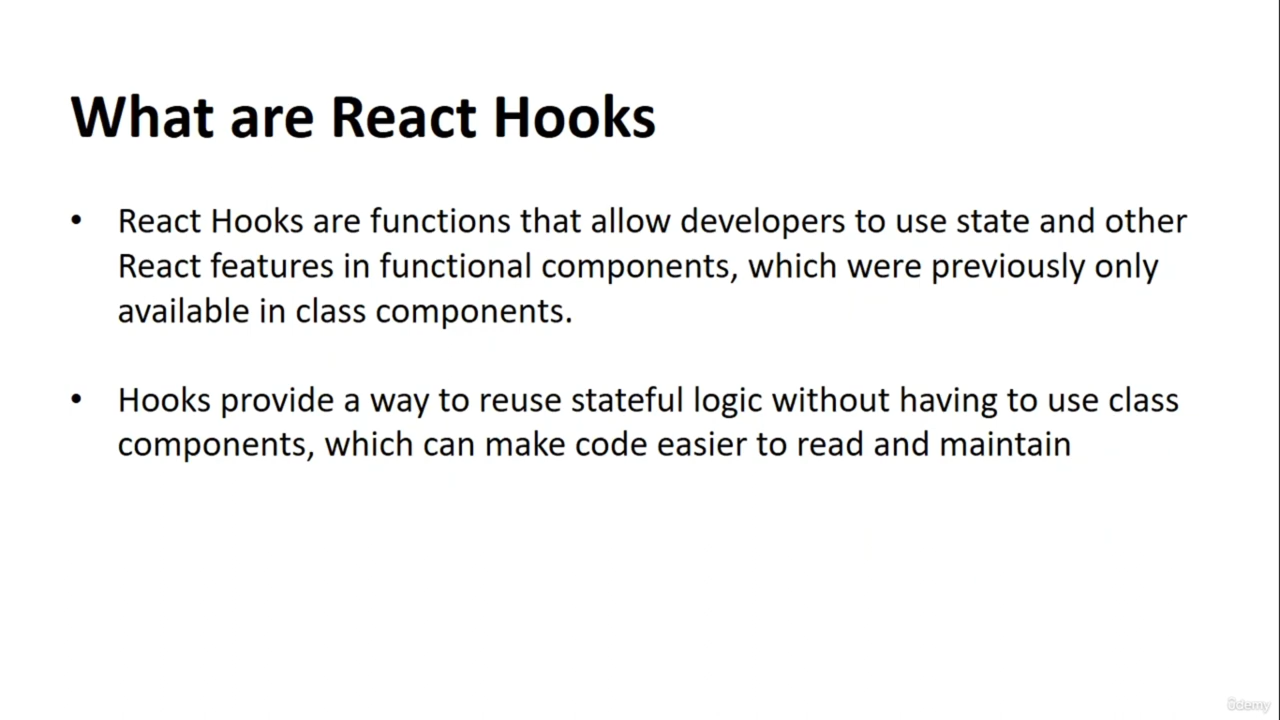 What are React Hooks
• React Hooks are functions that allow developers to use state and other
React features in functional components, which were previously only
available in class components.
• Hooks provide a way to reuse stateful logic without having to use class
components, which can make code easier to read and maintain
ûdemy